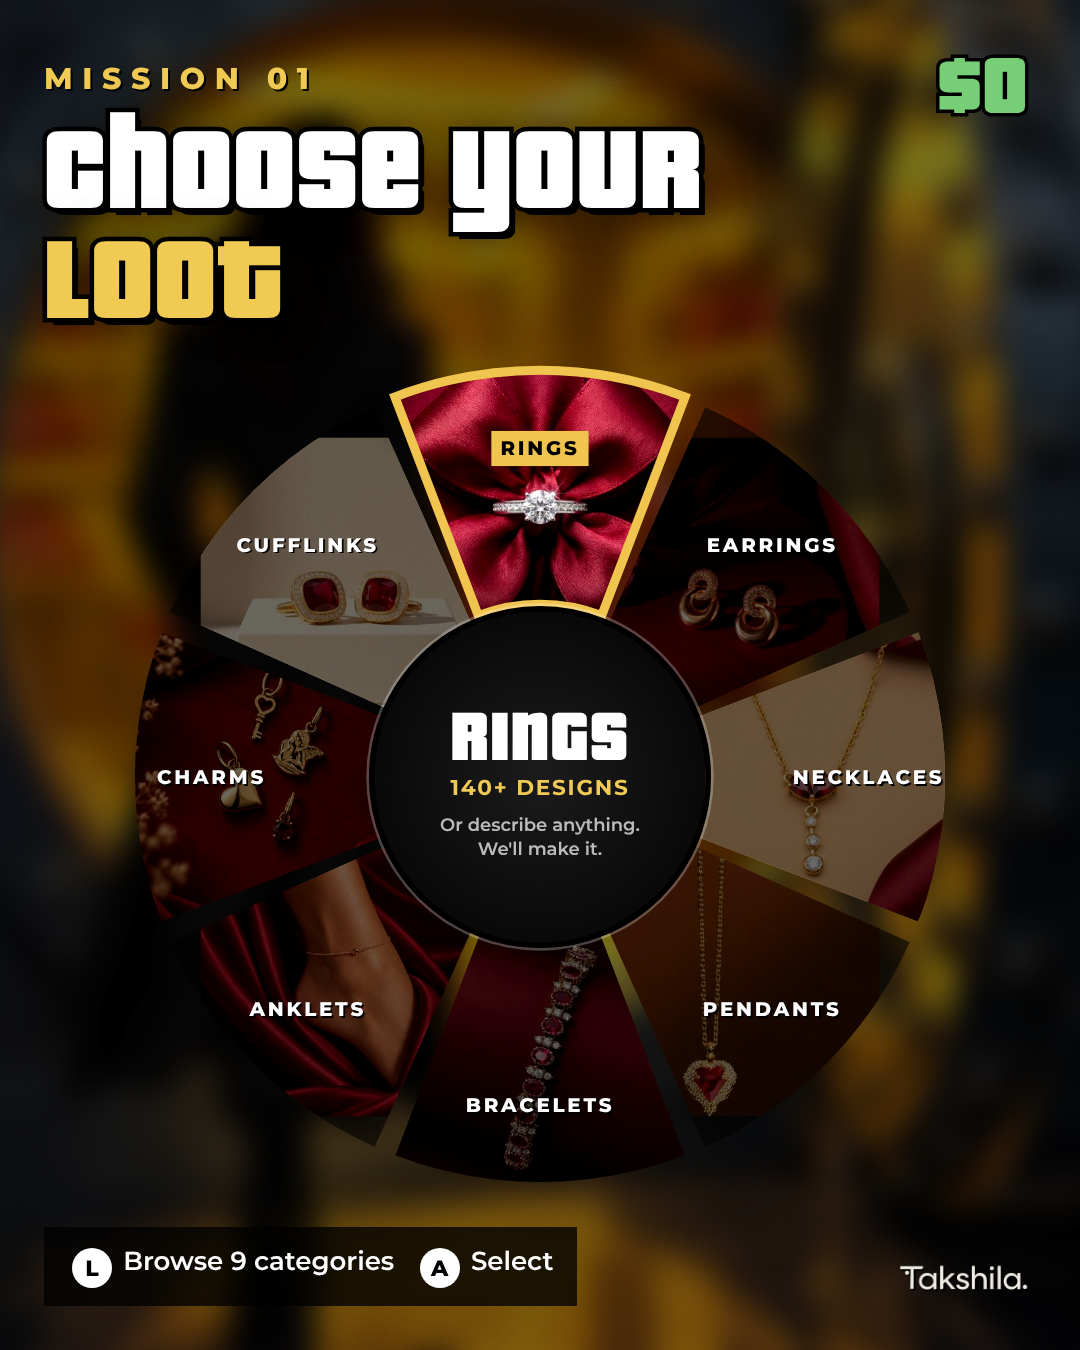 MISSION 01
$0
choose your
Loot
RINGS
CUFFLINKS
EARRINGS
CHARMS
NECKLACES
RINGS
140+ DESIGNS
Or describe anything.
We'll make it.
ANKLETS
PENDANTS
BRACELETS
L Browse 9 categories A Select
Takshila.